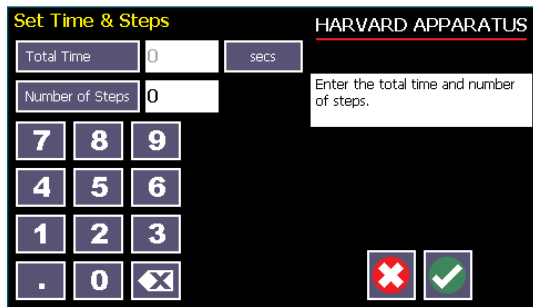 Set Time & Steps
HARVARD APPARATUS
Total Time 0 secs
Number of Steps 0
Enter the total time and number
of steps.
7 8 9
4 5 6
1 2 3
. 0